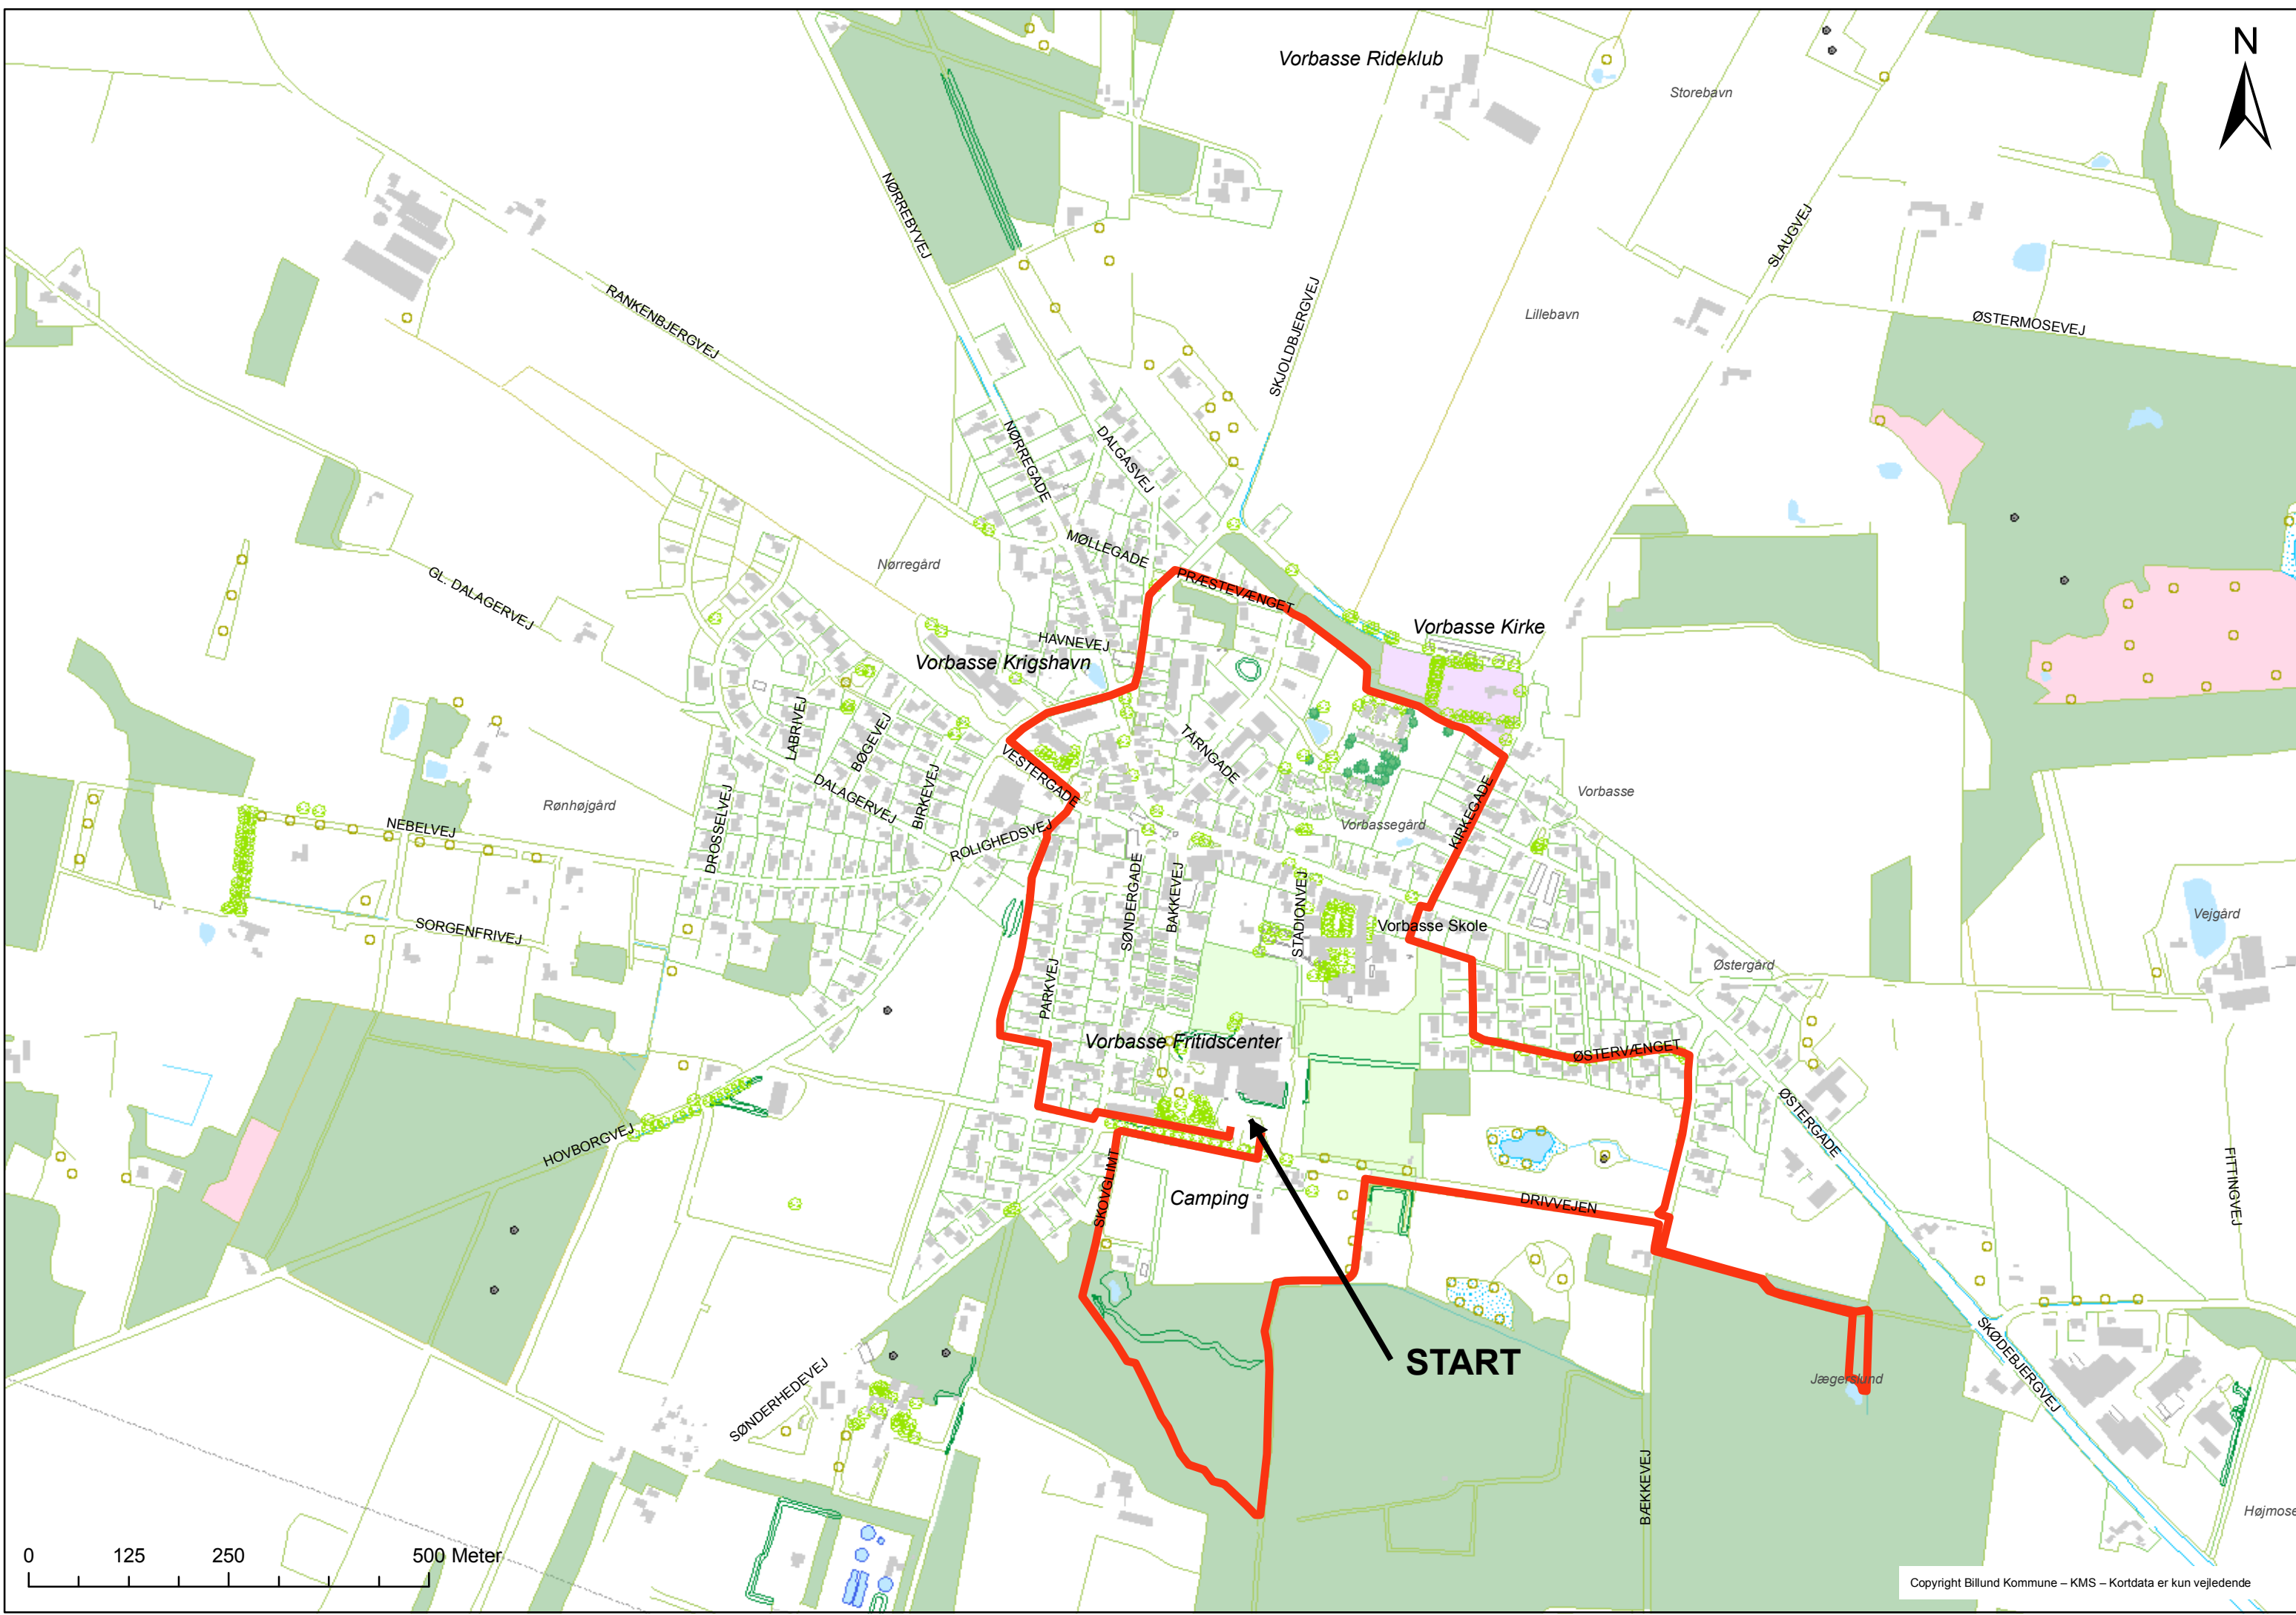 N
Vorbasse Rideklub
Storebavn
NØRREBYVEJ
SLAUGVEJ
RANKENBJERGVEJ
SKJOLDBJERGVEJ
Lillebavn
ØSTERMOSEVEJ
NØRREGADE
DALGASVEJ
MØLLEGADE
Nørregård
GL. DALAGERVEJ
PRÆSTEVÆNGET
Vorbasse Kirke
HAVNEVEJ
Vorbasse Krigshavn
LABRIVEJ
BØGEVEJ
VESTERGADE
TÅRNGADE
DALAGERVEJ
BIRKEVEJ
Vorbasse
Rønhøjgård
NEBELVEJ
DROSSELVEJ
ROLIGHEDSVEJ
Vorbassegård
KIRKEGADE
SØNDERGADE
BAKKEVEJ
STADIONVEJ
Vorbasse Skole
Vejgård
SORGENFRIVEJ
Østergård
PARKVEJ
Vorbasse Fritidscenter
ØSTERVÆNGET
ØSTERGADE
HOVBORGVEJ
SKOVGLIMT
Camping
DRIVVEJEN
FITTINGVEJ
START
Jægerslund
SKØDEBJERGVEJ
SØNDERHEDEVEJ
BÆKKEVEJ
Højmose
0 125 250 500 Meter
Copyright Billund Kommune – KMS – Kortdata er kun vejledende